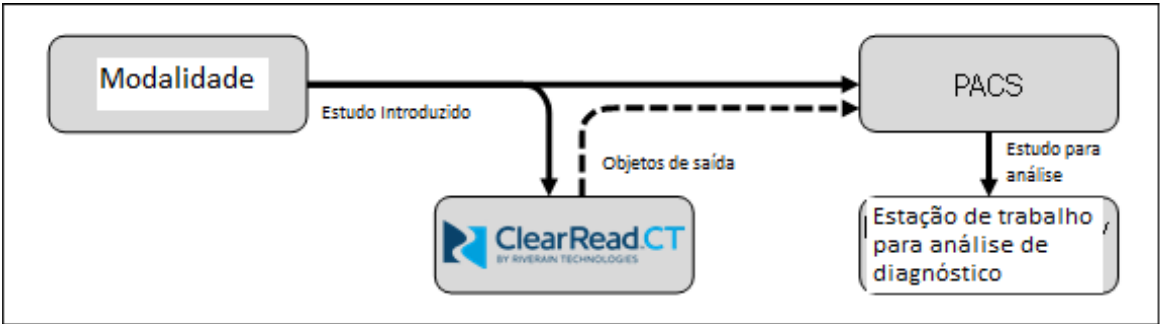 Modalidade
PACS
Estudo Introduzido
Objetos de saída
Estudo para
análise
ClearRead.CT
BY RIVERAIN TECHNOLOGIES
Estação de trabalho
para análise de
diagnóstico